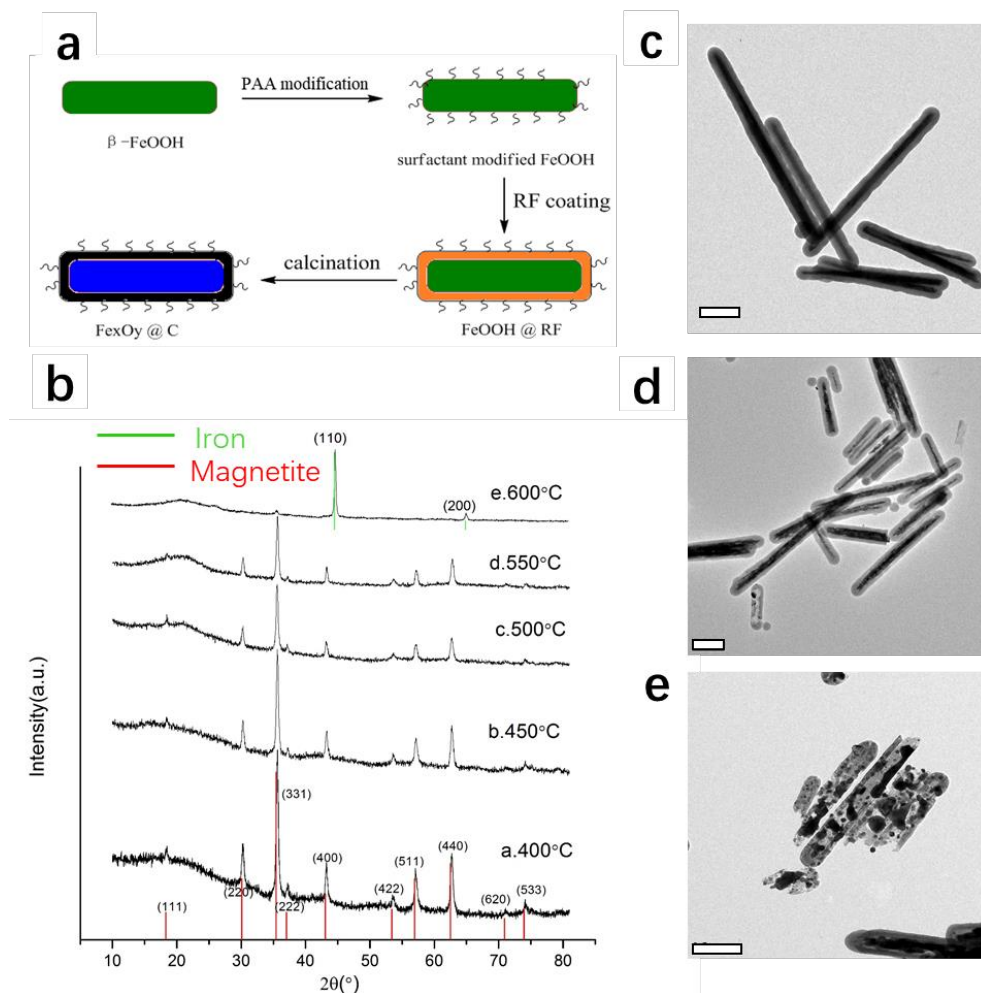 a
PAA modification
β-FeOOH
surfactant modified FeOOH
RF coating
calcination
FexOy @ C
FeOOH @ RF
b
Iron
Magnetite
(110)
e.600°C
(200)
d.550°C
c.500°C
b.450°C
(331)
a.400°C
(400)
(440)
(511)
(220)
(222)
(422)
(620)
(533)
(111)
Intensity(a.u.)
10 20 30 40 50 60 70 80
2θ(°)
c
d
e